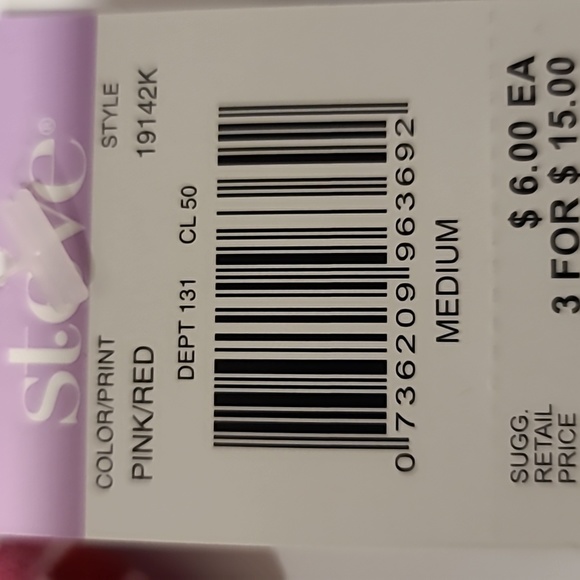 COLOR/PRINT STYLE
PINK/RED 19142K
DEPT 131 CL 50
0 736209 963692
MEDIUM
SUGG. RETAIL PRICE
$ 6.00 EA
3 FOR $ 15.00